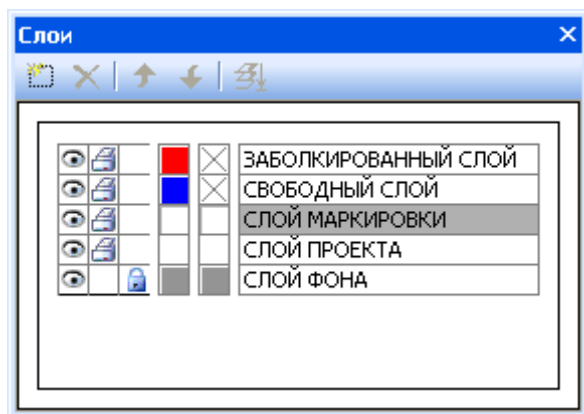 Слои
ЗАБОЛКИРОВАННЫЙ СЛОЙ
СВОБОДНЫЙ СЛОЙ
СЛОЙ МАРКИРОВКИ
СЛОЙ ПРОЕКТА
СЛОЙ ФОНА